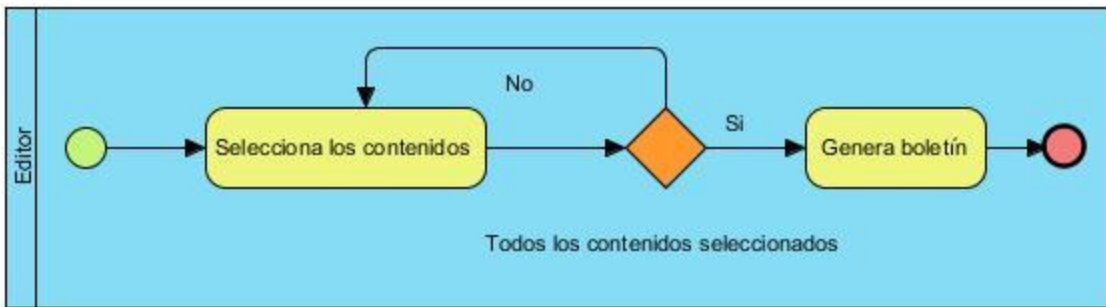 Editor
No
Selecciona los contenidos
Si
Genera boletín
Todos los contenidos seleccionados